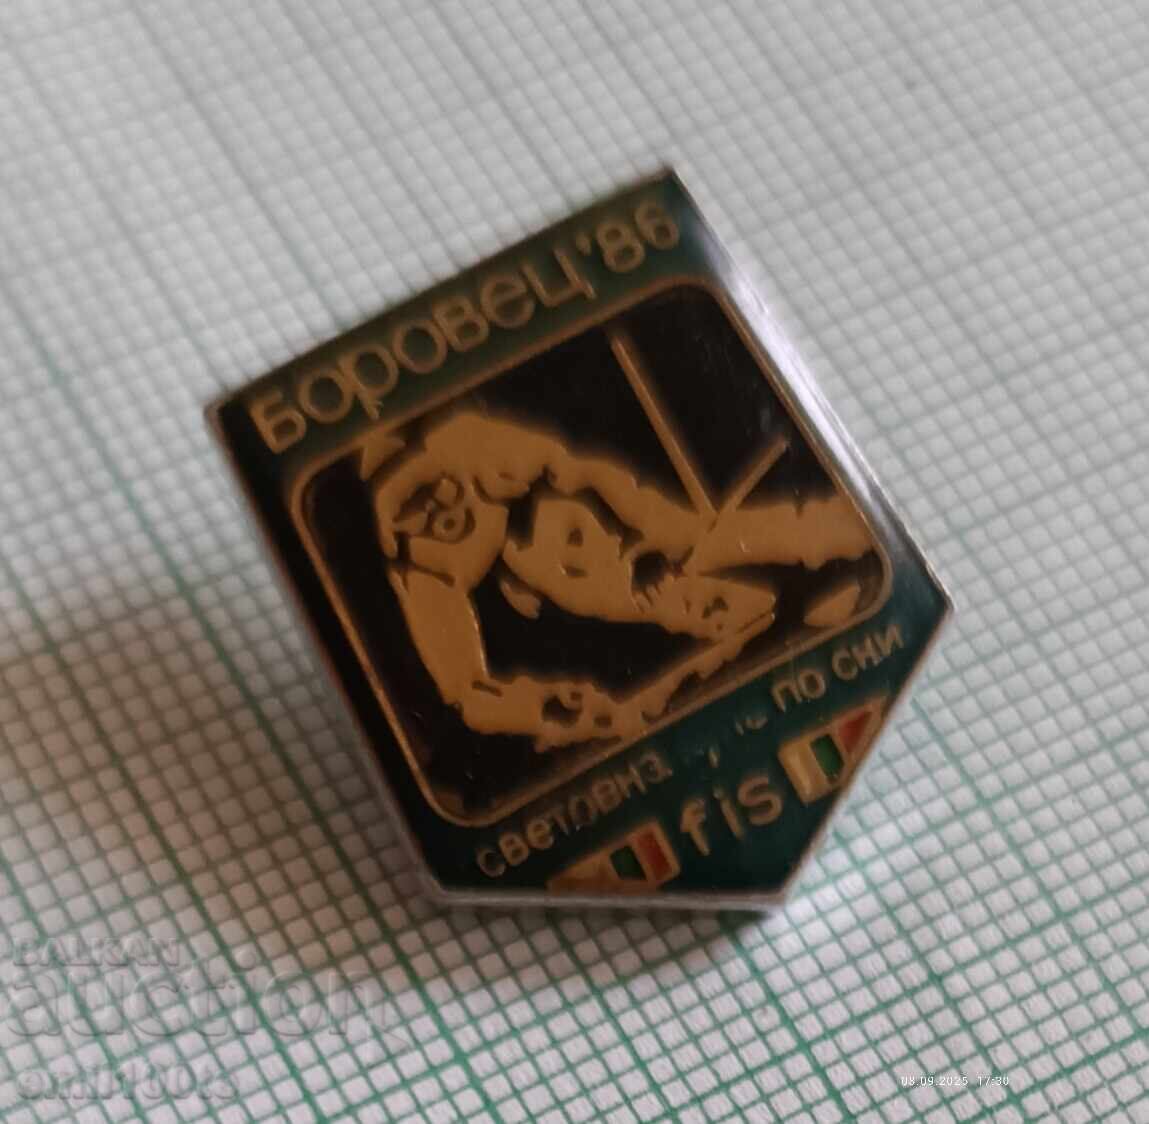 Боровец'86
по ски
fis
BALKAN
auction
08.09.2025 17:30